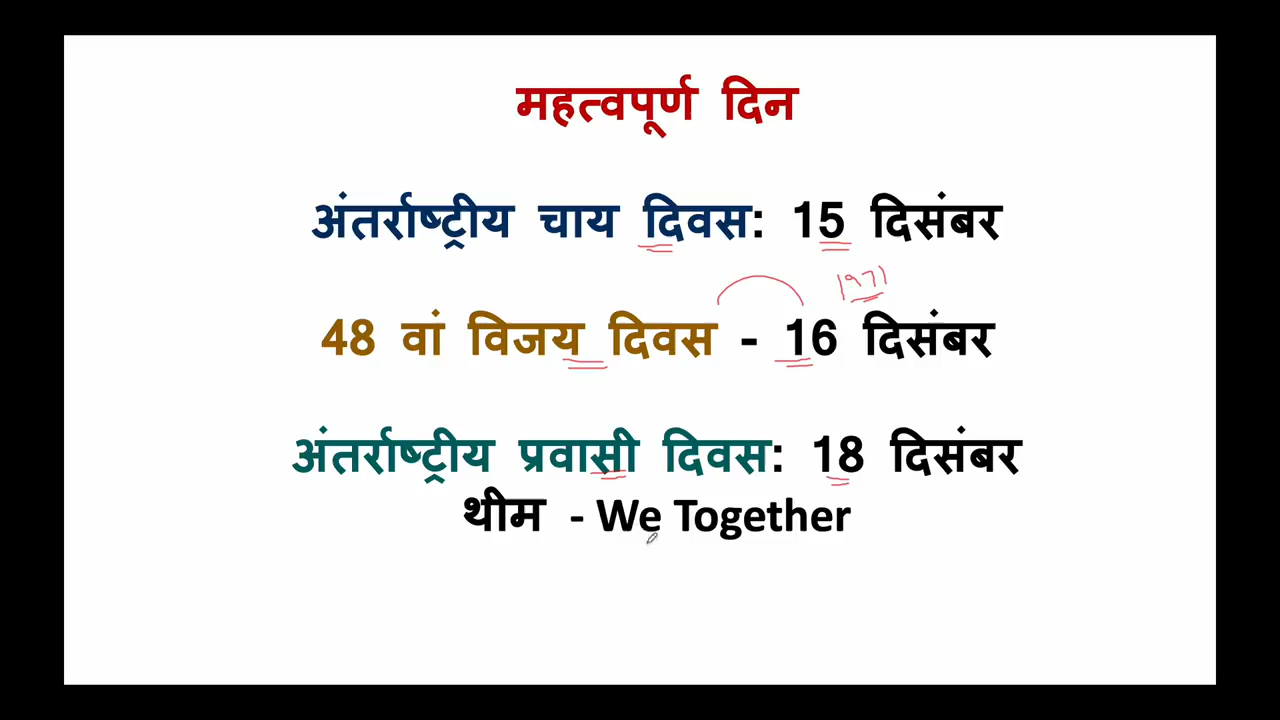 महत्वपूर्ण दिन
अंतर्राष्ट्रीय चाय दिवस: 15 दिसंबर
1971
48 वां विजय दिवस - 16 दिसंबर
अंतर्राष्ट्रीय प्रवासी दिवस: 18 दिसंबर
थीम - We Together